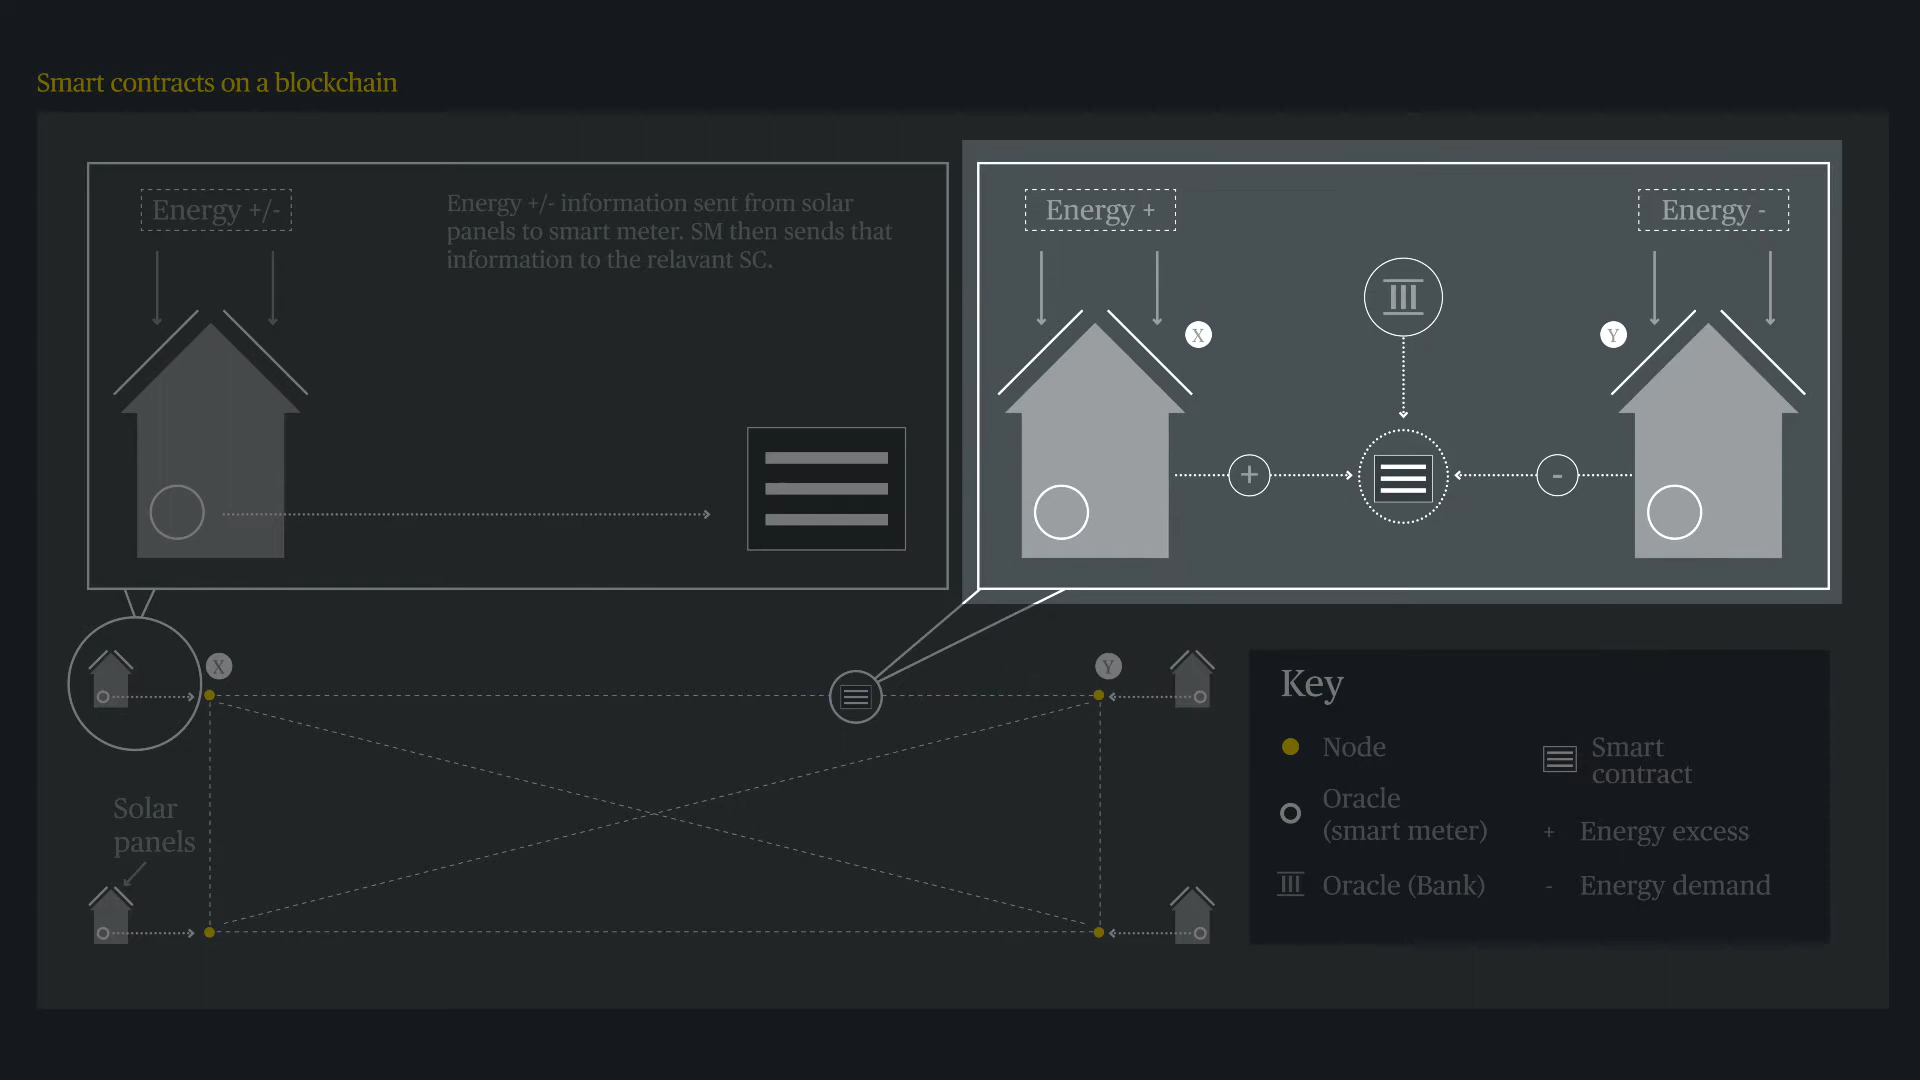 Smart contracts on a blockchain
Energy +/-
Energy +/- information sent from solar
panels to smart meter. SM then sends that
information to the relavant SC.
Energy +
Energy -
X
Y
+
-
X
Y
Solar
panels
Key
Node
Oracle
(smart meter)
Oracle (Bank)
Smart
contract
+ Energy excess
- Energy demand